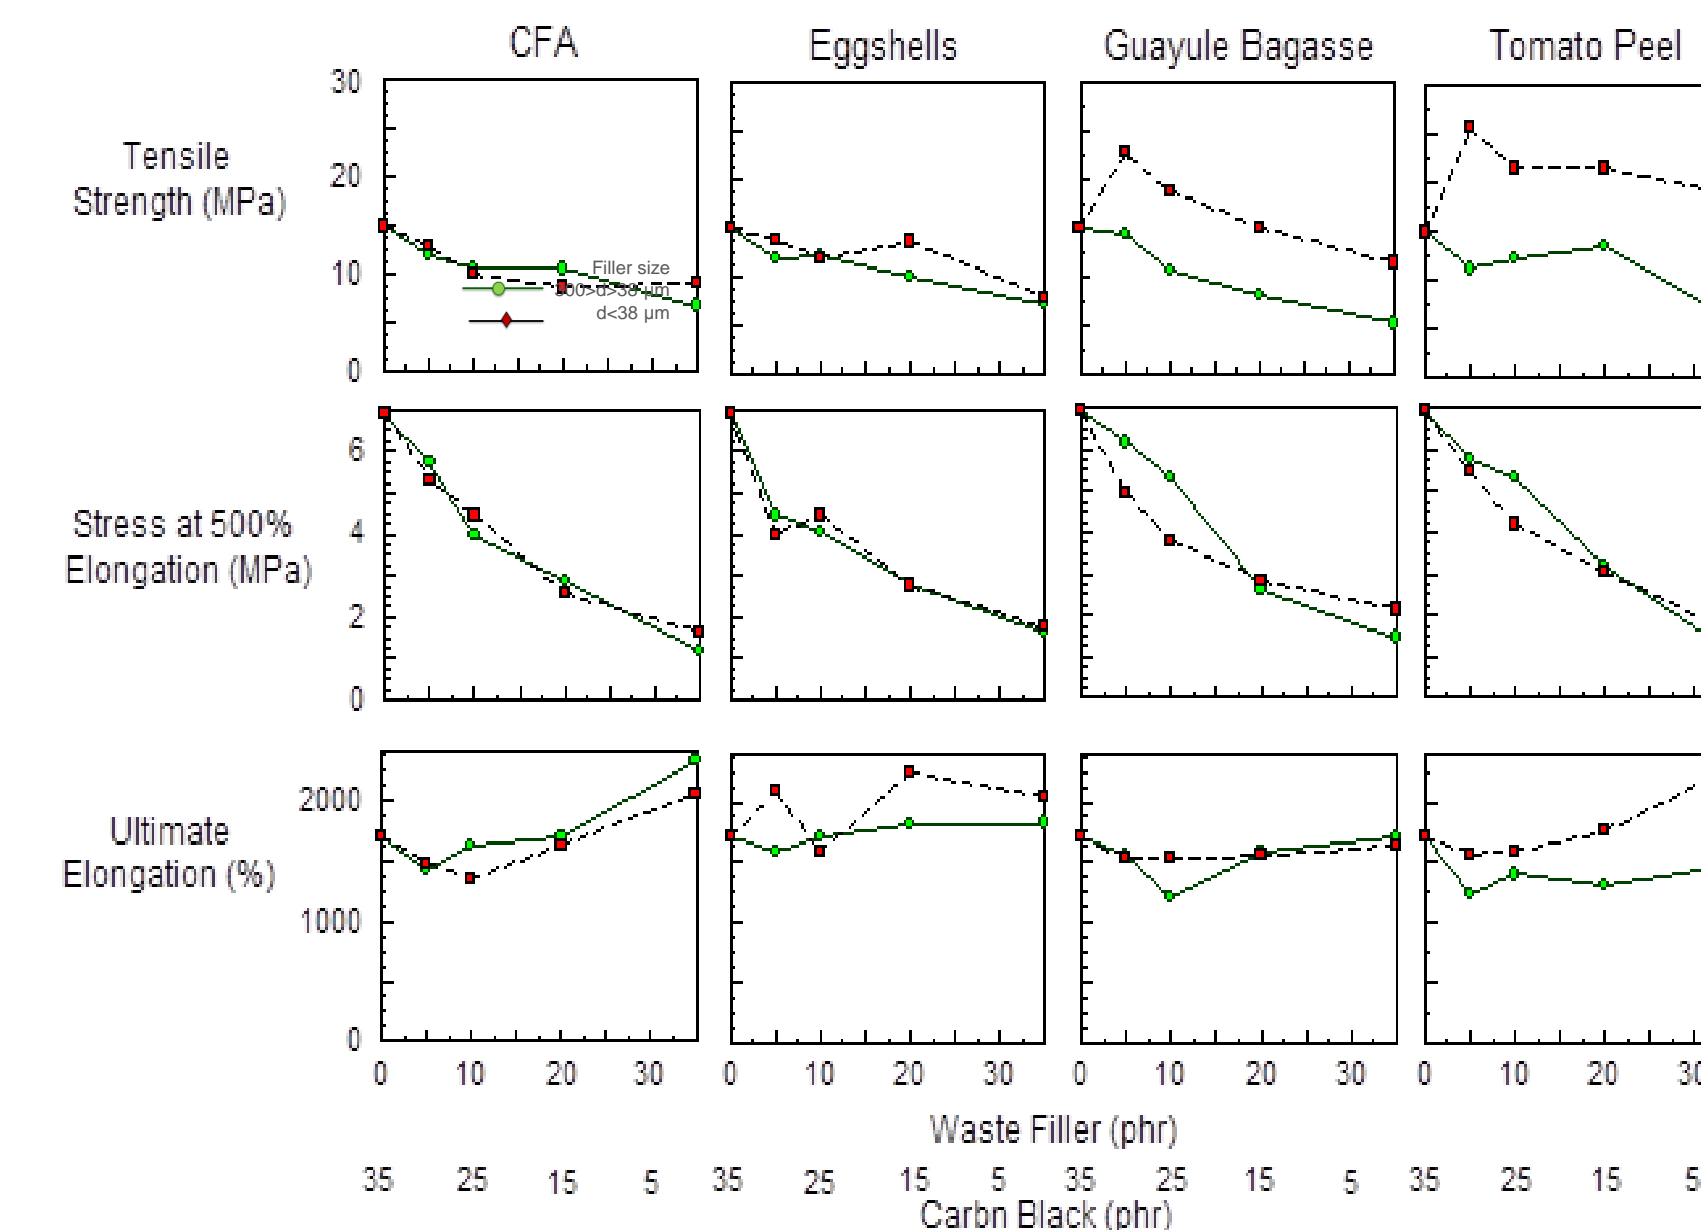 CFA Eggshells Guayule Bagasse Tomato Peel
30
Tensile
Strength (MPa)
20
10
0
Filler size
300>d>38 µm
d<38 µm
6
Stress at 500%
Elongation (MPa)
4
2
0
2000
Ultimate
Elongation (%)
1000
0
0 10 20 30 0 10 20 30 0 10 20 30 0 10 20 30
Waste Filler (phr)
35 25 15 5 35 25 15 5 35 25 15 5 35 25 15 5
Carbn Black (phr)